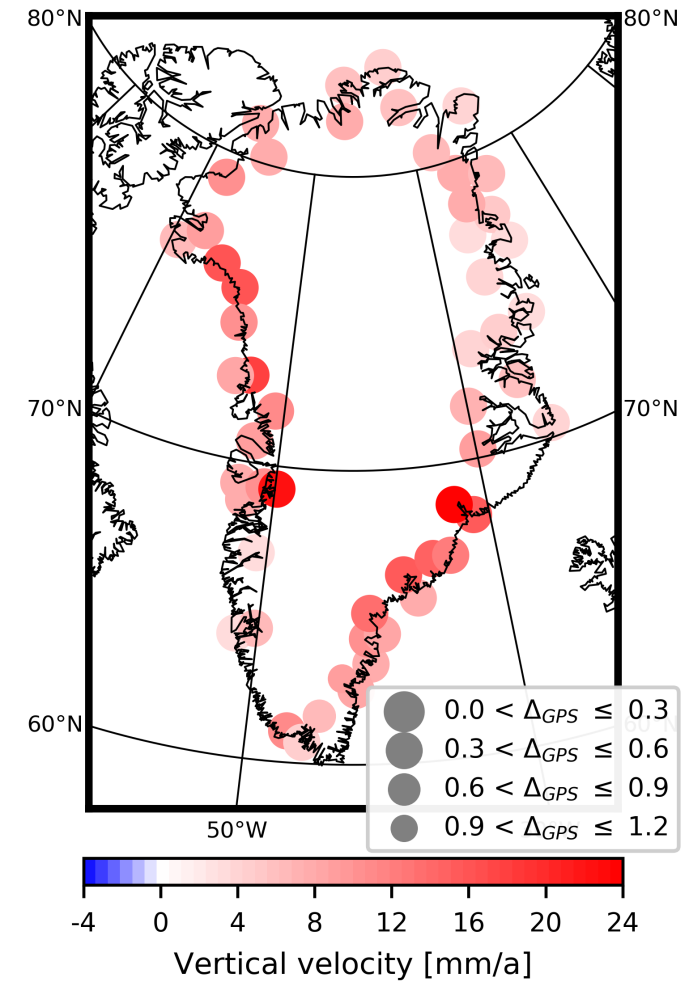 80°N 80°N
70°N 70°N
60°N 60°N
0.0 < Δ_GPS ≤ 0.3
0.3 < Δ_GPS ≤ 0.6
0.6 < Δ_GPS ≤ 0.9
0.9 < Δ_GPS ≤ 1.2
50°W
-4 0 4 8 12 16 20 24
Vertical velocity [mm/a]